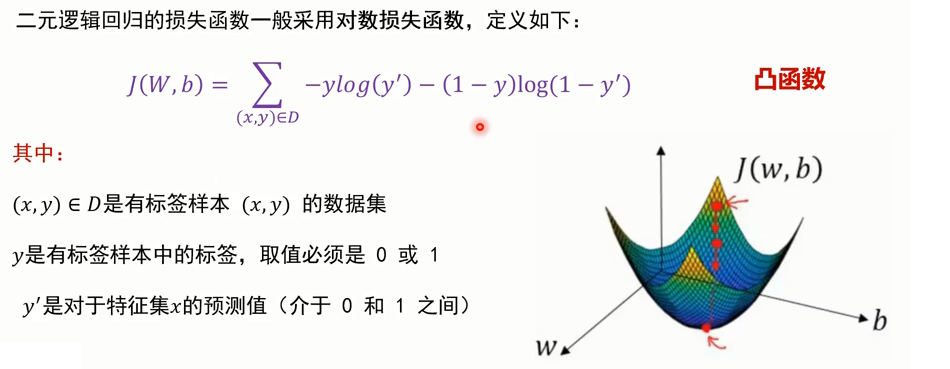 二元逻辑回归的损失函数一般采用对数损失函数，定义如下：
J(W, b) = ∑(x,y)∈D −ylog(y′) − (1 − y)log(1 − y′)
凸函数
其中：
(x, y) ∈ D是有标签样本 (x, y) 的数据集
y是有标签样本中的标签，取值必须是 0 或 1
y′是对于特征集x的预测值（介于 0 和 1 之间）
J(w, b)
b
w